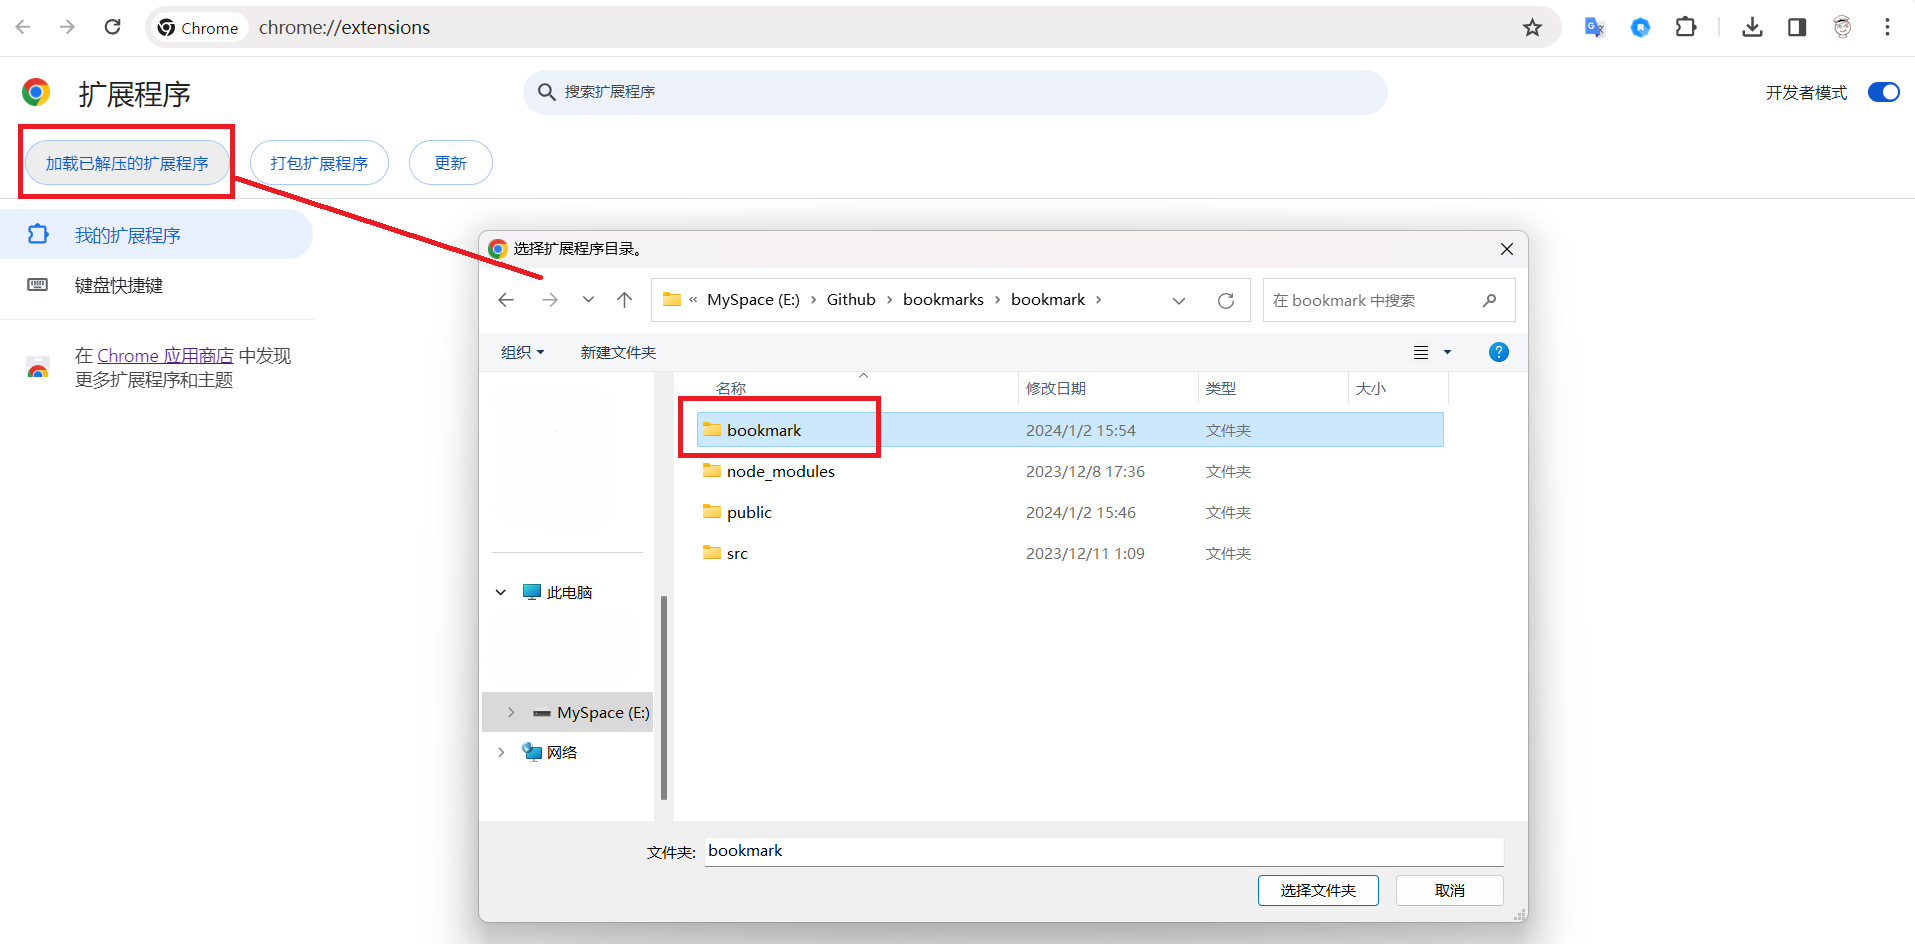 Chrome chrome://extensions
扩展程序
搜索扩展程序
开发者模式
加载已解压的扩展程序
打包扩展程序
更新
我的扩展程序
键盘快捷键
在 Chrome 应用商店 中发现
更多扩展程序和主题
选择扩展程序目录。
« MySpace (E:) › Github › bookmarks › bookmark ›
在 bookmark 中搜索
组织
新建文件夹
?
名称 修改日期 类型 大小
bookmark 2024/1/2 15:54 文件夹
node_modules 2023/12/8 17:36 文件夹
public 2024/1/2 15:46 文件夹
src 2023/12/11 1:09 文件夹
此电脑
MySpace (E:)
网络
文件夹: bookmark
选择文件夹
取消